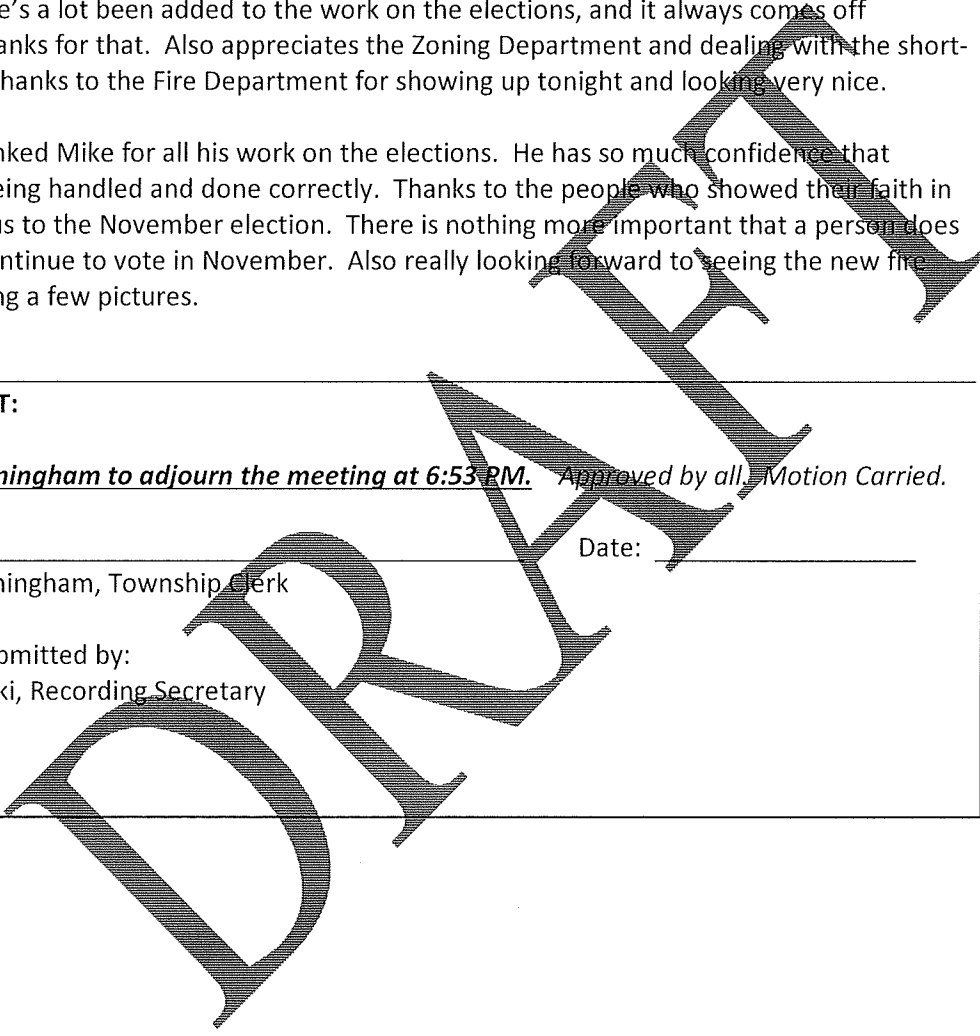 e's a lot been added to the work on the elections, and it always comes off
anks for that.  Also appreciates the Zoning Department and dealing with the short-
hanks to the Fire Department for showing up tonight and looking very nice.
nked Mike for all his work on the elections.  He has so much confidence that
eing handled and done correctly.  Thanks to the people who showed their faith in
us to the November election.  There is nothing more important that a person does
ontinue to vote in November.  Also really looking forward to seeing the new fire
ng a few pictures.
T:
ningham to adjourn the meeting at 6:53 PM.   Approved by all, Motion Carried.
Date:
ningham, Township Clerk
bmitted by:
ki, Recording Secretary
DRAFT